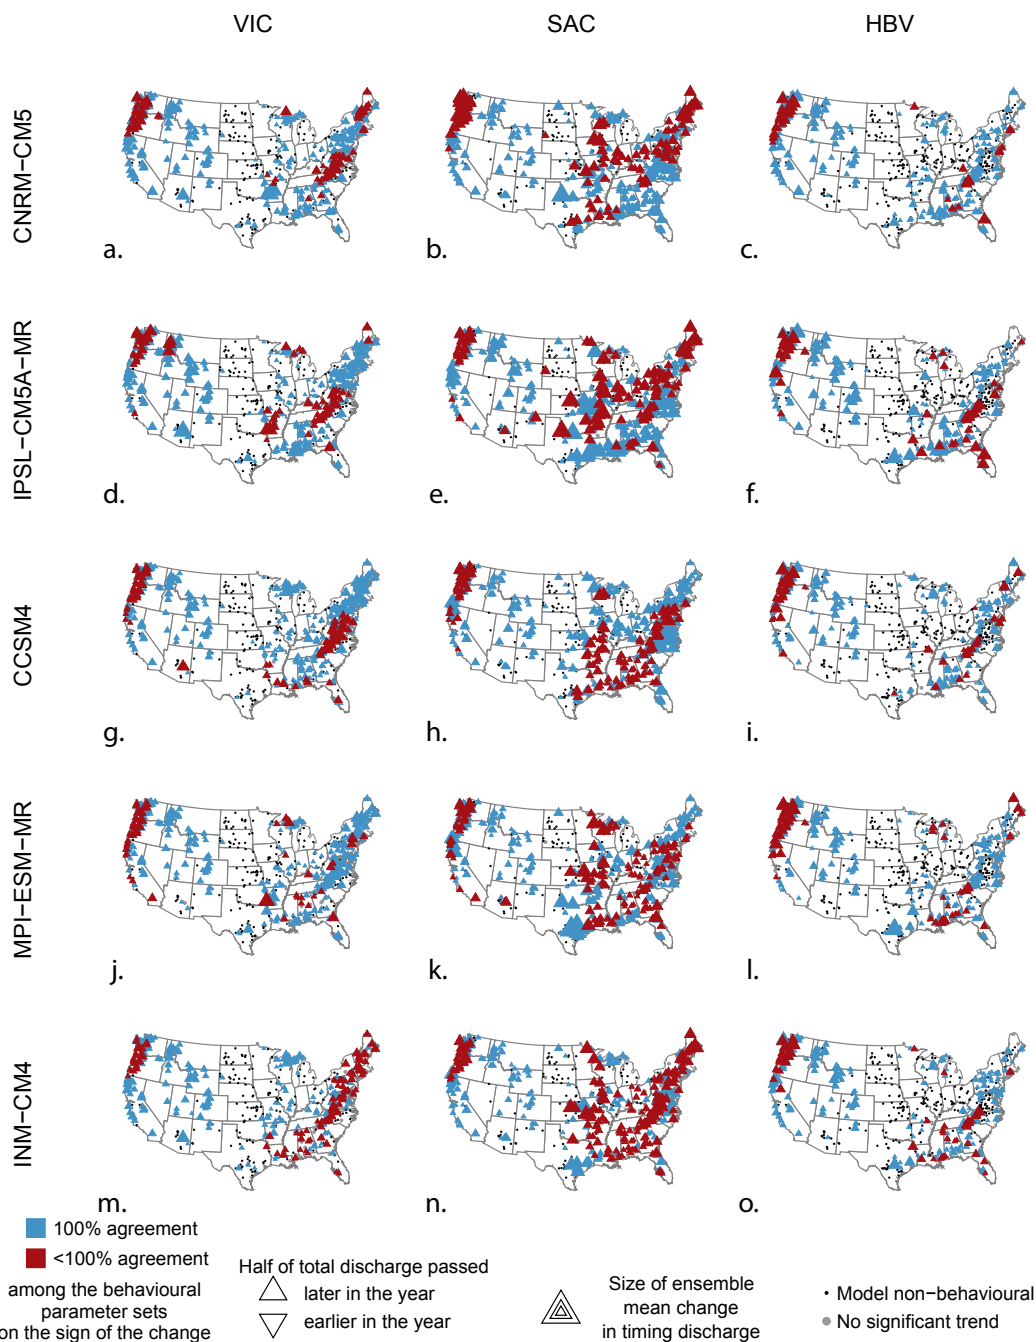 VIC SAC HBV
CNRM−CM5
a. b. c.
IPSL−CM5A−MR
d. e. f.
CCSM4
g. h. i.
MPI−ESM−MR
j. k. l.
INM−CM4
m. n. o.
100% agreement
<100% agreement
among the behavioural
parameter sets
on the sign of the change
Half of total discharge passed
later in the year
earlier in the year
Size of ensemble
mean change
in timing discharge
Model non−behavioural
No significant trend